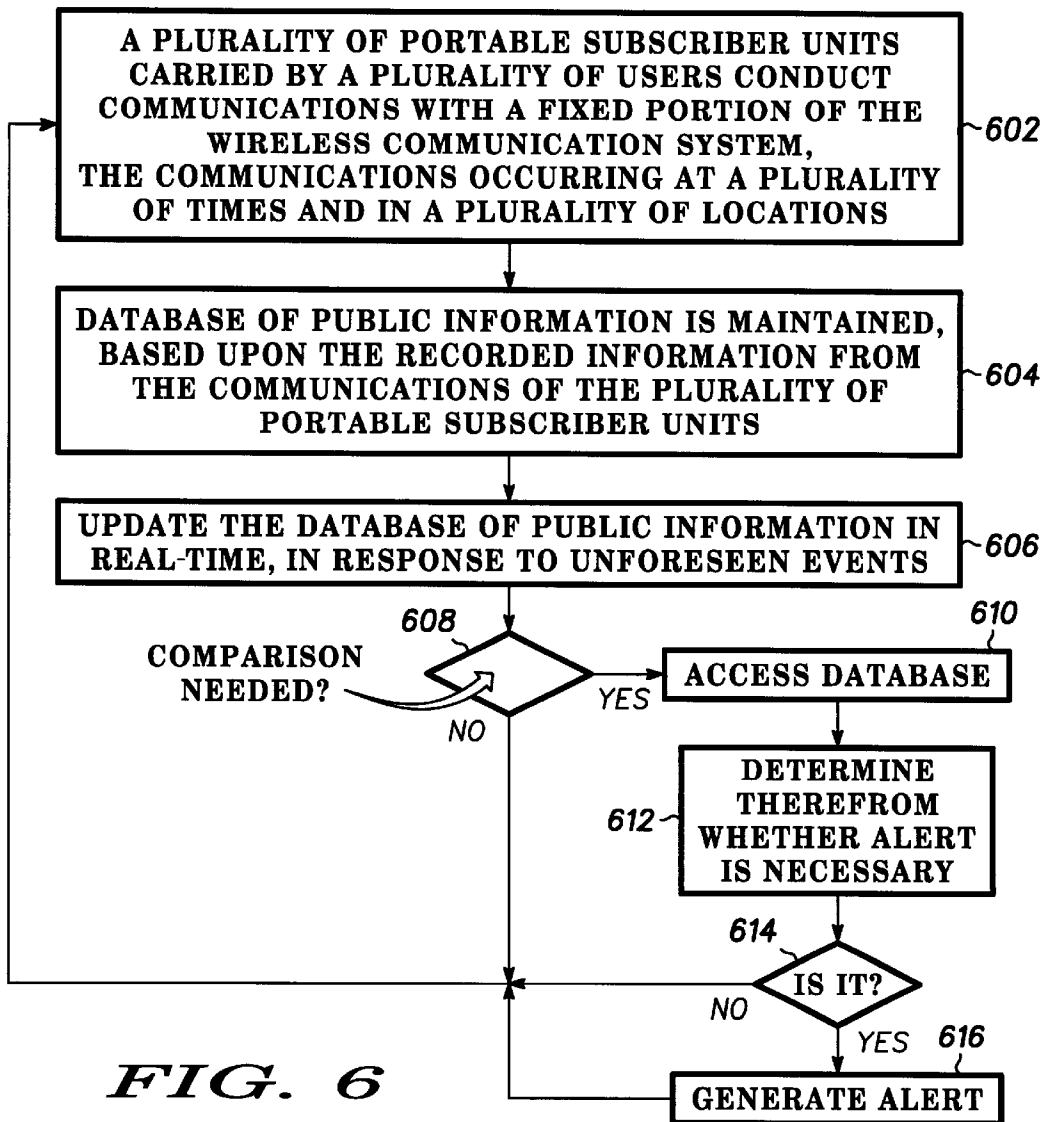 A PLURALITY OF PORTABLE SUBSCRIBER UNITS
CARRIED BY A PLURALITY OF USERS CONDUCT
COMMUNICATIONS WITH A FIXED PORTION OF THE
WIRELESS COMMUNICATION SYSTEM,
THE COMMUNICATIONS OCCURRING AT A PLURALITY
OF TIMES AND IN A PLURALITY OF LOCATIONS
602
DATABASE OF PUBLIC INFORMATION IS MAINTAINED,
BASED UPON THE RECORDED INFORMATION FROM
THE COMMUNICATIONS OF THE PLURALITY OF
PORTABLE SUBSCRIBER UNITS
604
UPDATE THE DATABASE OF PUBLIC INFORMATION IN
REAL-TIME, IN RESPONSE TO UNFORESEEN EVENTS
606
608
COMPARISON
NEEDED?
YES
NO
610
ACCESS DATABASE
612
DETERMINE
THEREFROM
WHETHER ALERT
IS NECESSARY
614
IS IT?
NO
YES
616
GENERATE ALERT
FIG. 6